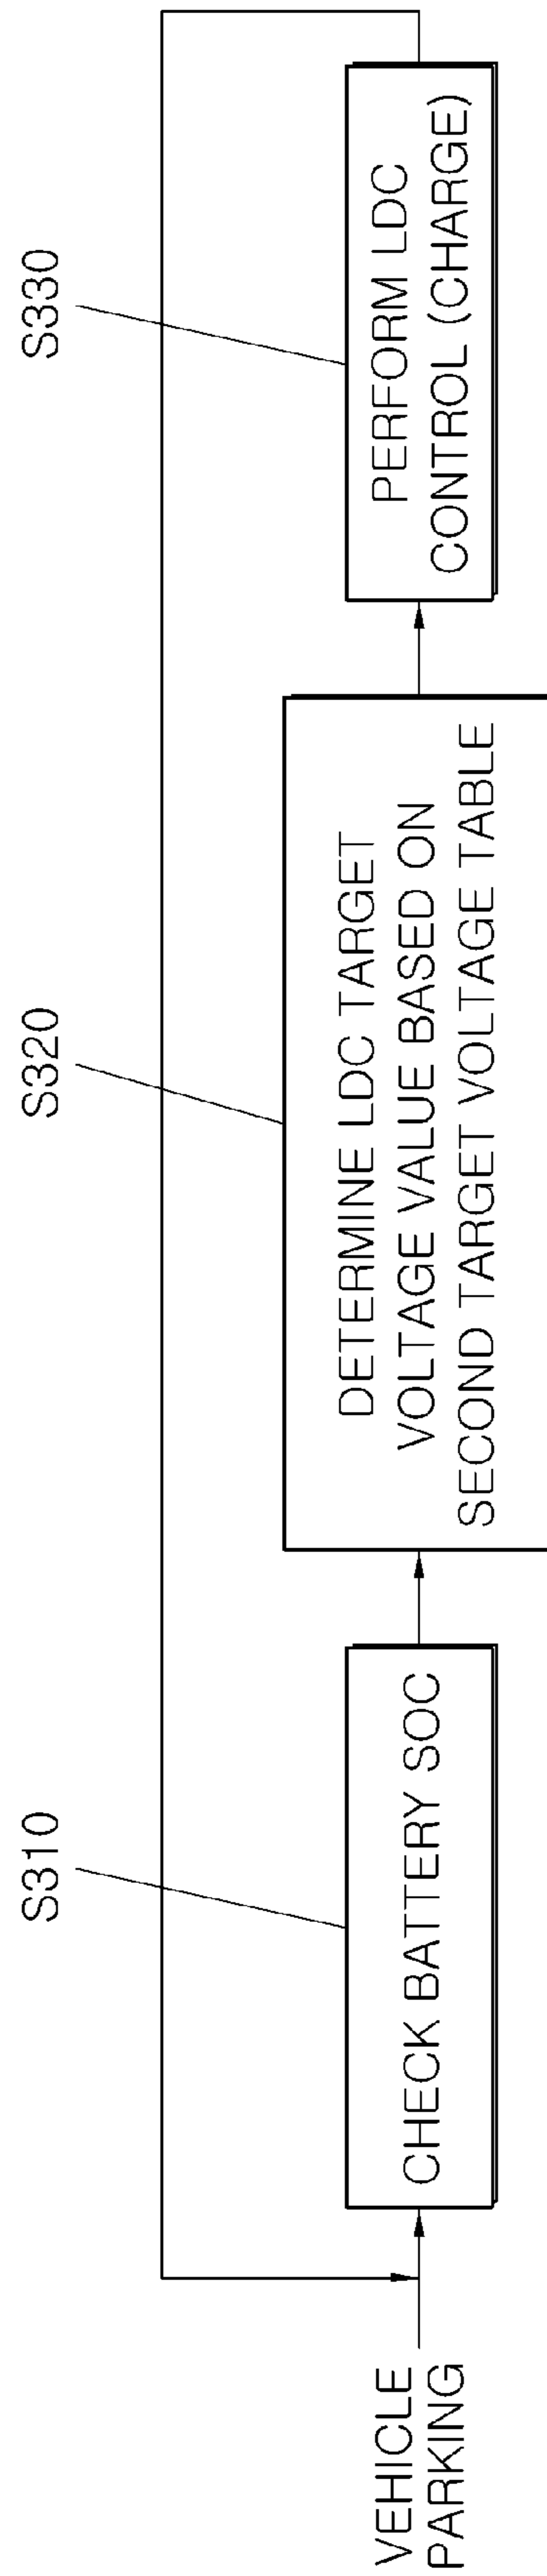 S310
S320
S330
VEHICLE
PARKING
CHECK BATTERY SOC
DETERMINE LDC TARGET
VOLTAGE VALUE BASED ON
SECOND TARGET VOLTAGE TABLE
PERFORM LDC
CONTROL (CHARGE)